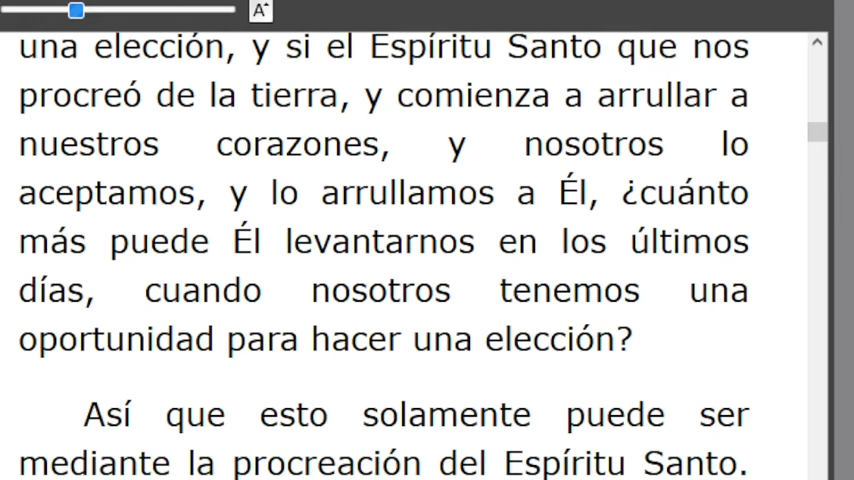 A
una elección, y si el Espíritu Santo que nos
procreó de la tierra, y comienza a arrullar a
nuestros corazones, y nosotros lo
aceptamos, y lo arrullamos a Él, ¿cuánto
más puede Él levantarnos en los últimos
días, cuando nosotros tenemos una
oportunidad para hacer una elección?
Así que esto solamente puede ser
mediante la procreación del Espíritu Santo.